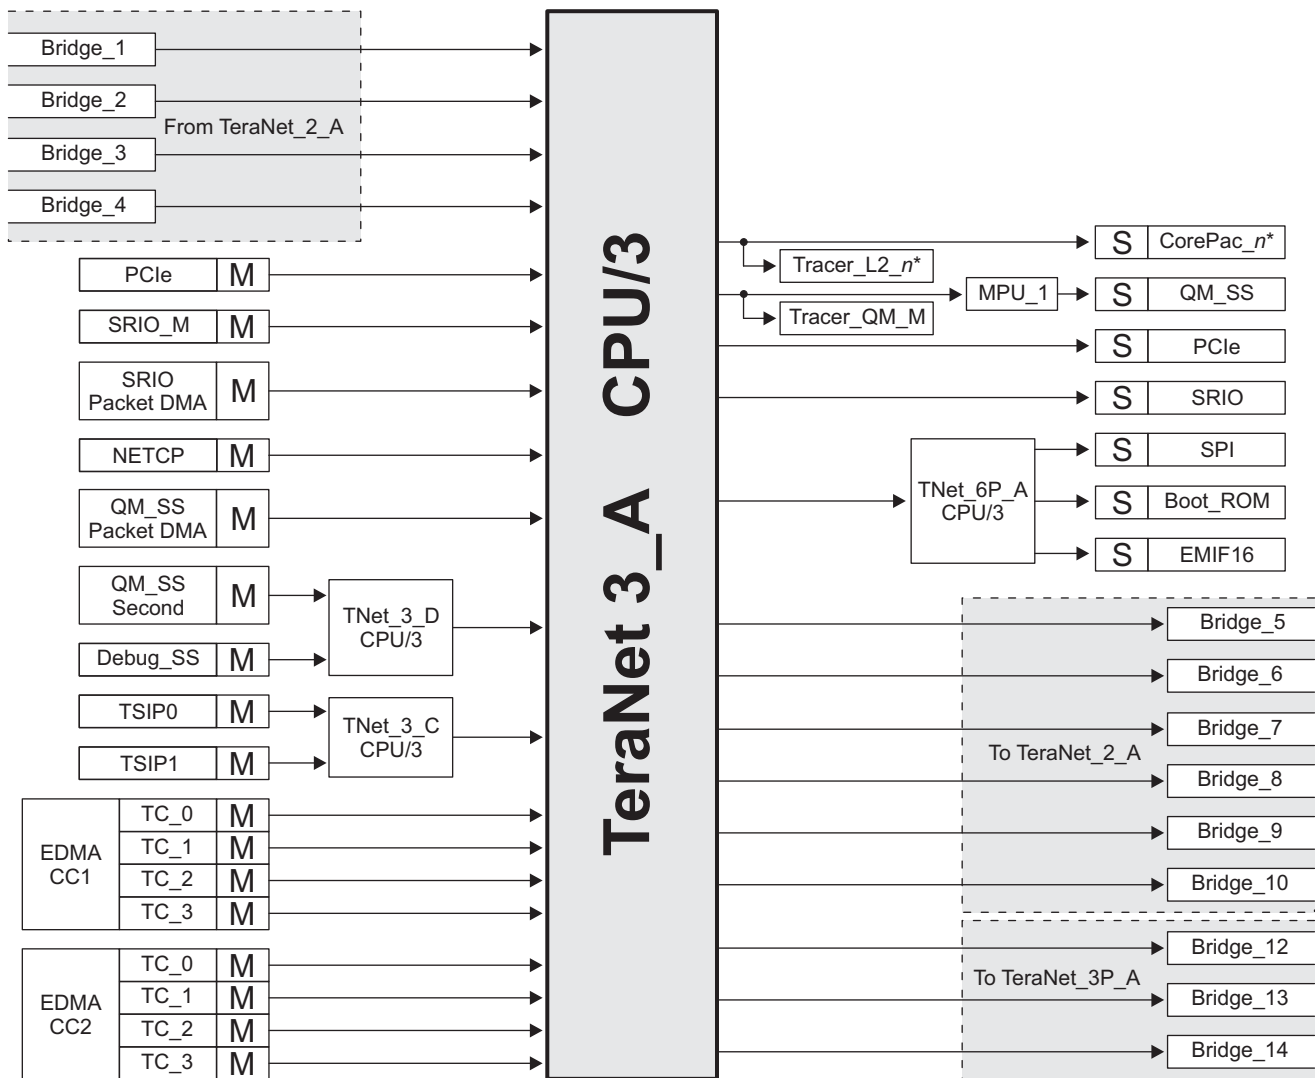 Bridge_1
Bridge_2
From TeraNet_2_A
Bridge_3
Bridge_4
PCIe M
SRIO_M M
SRIO
Packet DMA M
NETCP M
QM_SS
Packet DMA M
QM_SS
Second M
Debug_SS M
TNet_3_D
CPU/3
TSIP0 M
TSIP1 M
TNet_3_C
CPU/3
EDMA
CC1
TC_0 M
TC_1 M
TC_2 M
TC_3 M
EDMA
CC2
TC_0 M
TC_1 M
TC_2 M
TC_3 M
TeraNet 3_A CPU/3
S CorePac_n*
Tracer_L2_n*
MPU_1
S QM_SS
Tracer_QM_M
S PCIe
S SRIO
TNet_6P_A
CPU/3
S SPI
S Boot_ROM
S EMIF16
Bridge_5
Bridge_6
Bridge_7
To TeraNet_2_A
Bridge_8
Bridge_9
Bridge_10
Bridge_12
To TeraNet_3P_A
Bridge_13
Bridge_14